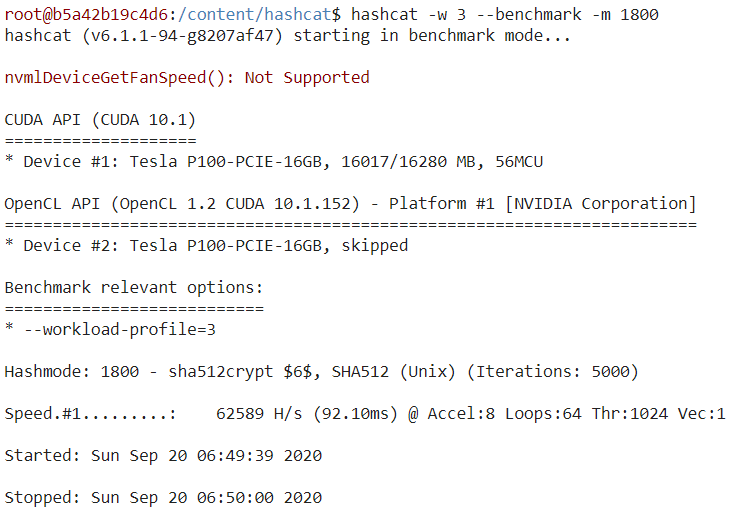 root@b5a42b19c4d6:/content/hashcat$ hashcat -w 3 --benchmark -m 1800
hashcat (v6.1.1-94-g8207af47) starting in benchmark mode...
nvmlDeviceGetFanSpeed(): Not Supported
CUDA API (CUDA 10.1)
====================
* Device #1: Tesla P100-PCIE-16GB, 16017/16280 MB, 56MCU
OpenCL API (OpenCL 1.2 CUDA 10.1.152) - Platform #1 [NVIDIA Corporation]
========================================================================
* Device #2: Tesla P100-PCIE-16GB, skipped
Benchmark relevant options:
===========================
* --workload-profile=3
Hashmode: 1800 - sha512crypt $6$, SHA512 (Unix) (Iterations: 5000)
Speed.#1.........:    62589 H/s (92.10ms) @ Accel:8 Loops:64 Thr:1024 Vec:1
Started: Sun Sep 20 06:49:39 2020
Stopped: Sun Sep 20 06:50:00 2020